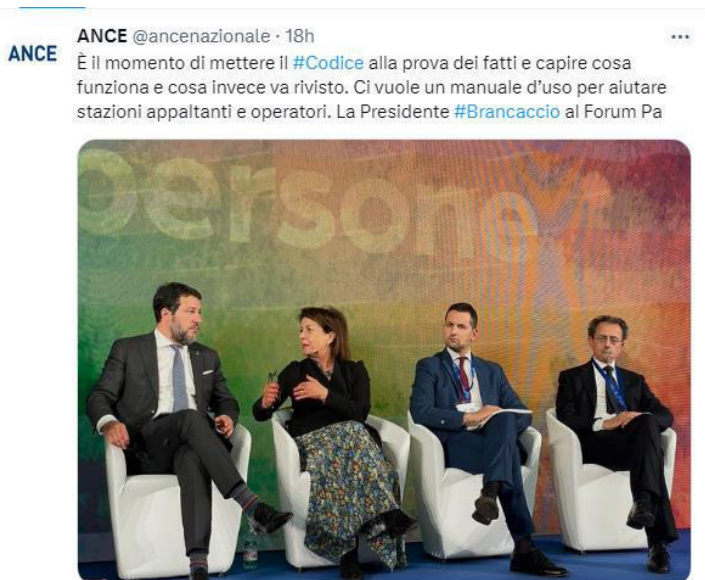 ANCE @ancenazionale · 18h
ANCE
È il momento di mettere il #Codice alla prova dei fatti e capire cosa
funziona e cosa invece va rivisto. Ci vuole un manuale d’uso per aiutare
stazioni appaltanti e operatori. La Presidente #Brancaccio al Forum Pa
persone